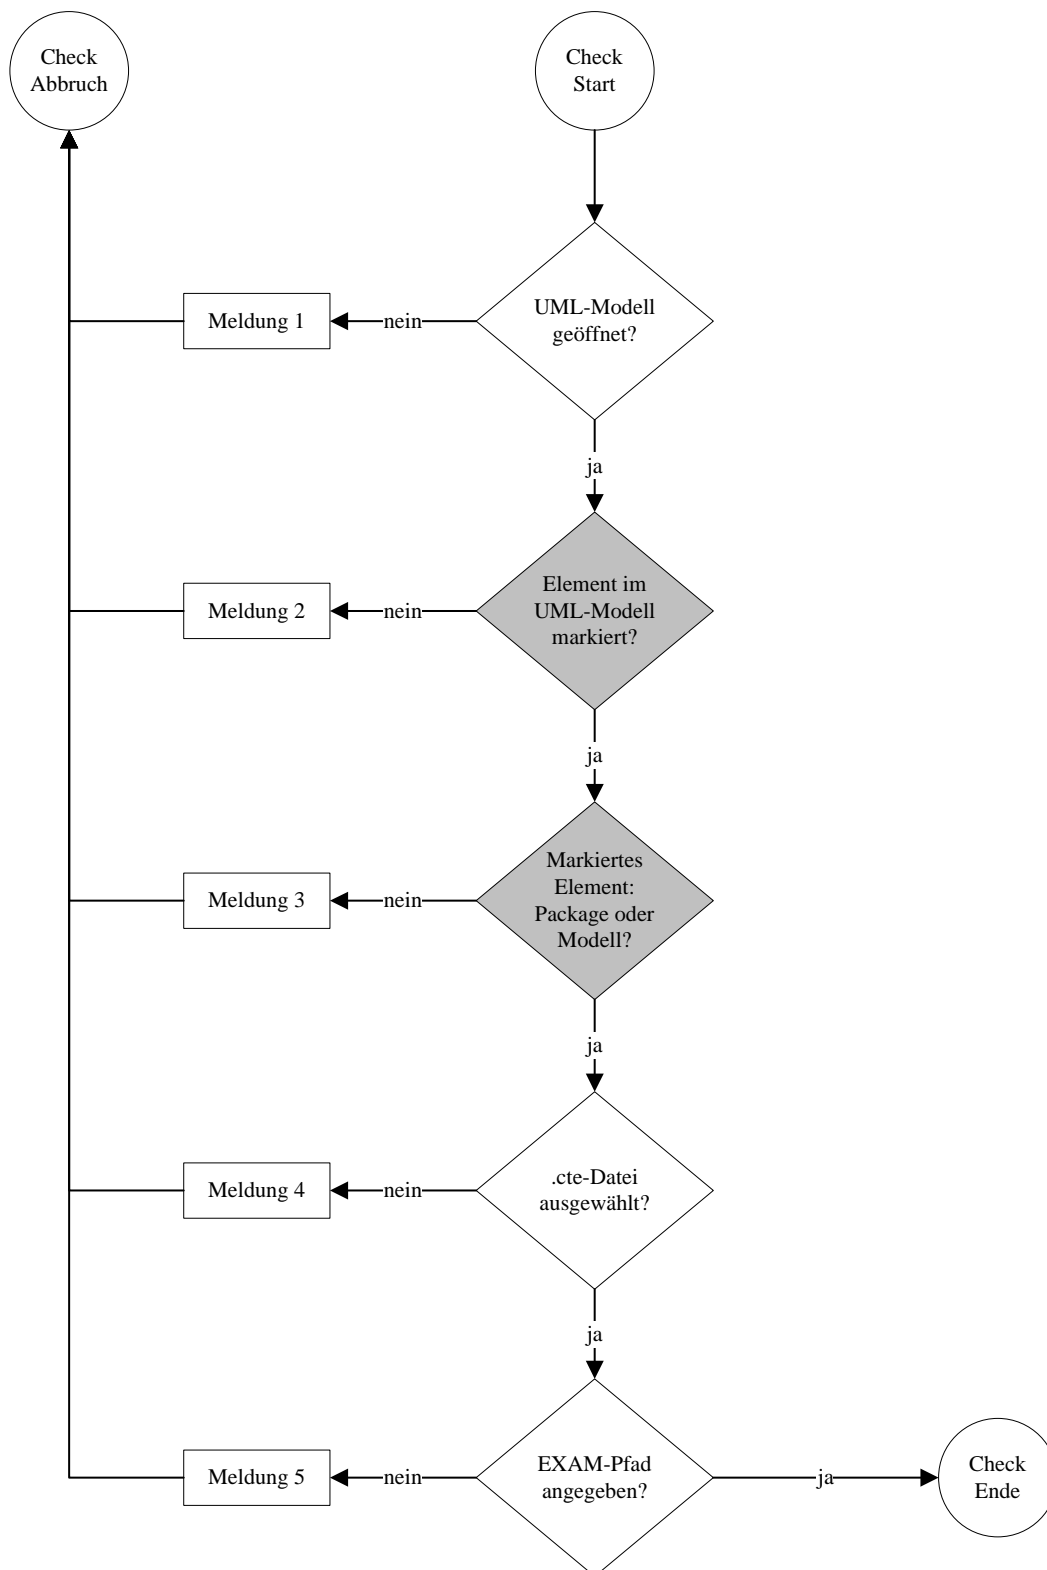 Check
Abbruch
Check
Start
UML-Modell
geöffnet?
nein
Meldung 1
ja
Element im
UML-Modell
markiert?
nein
Meldung 2
ja
Markiertes
Element:
Package oder
Modell?
nein
Meldung 3
ja
.cte-Datei
ausgewählt?
nein
Meldung 4
ja
EXAM-Pfad
angegeben?
nein
Meldung 5
ja
Check
Ende